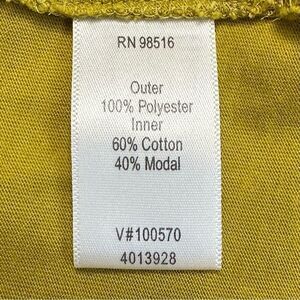 RN 98516
Outer
100% Polyester
Inner
60% Cotton
40% Modal
V#100570
4013928